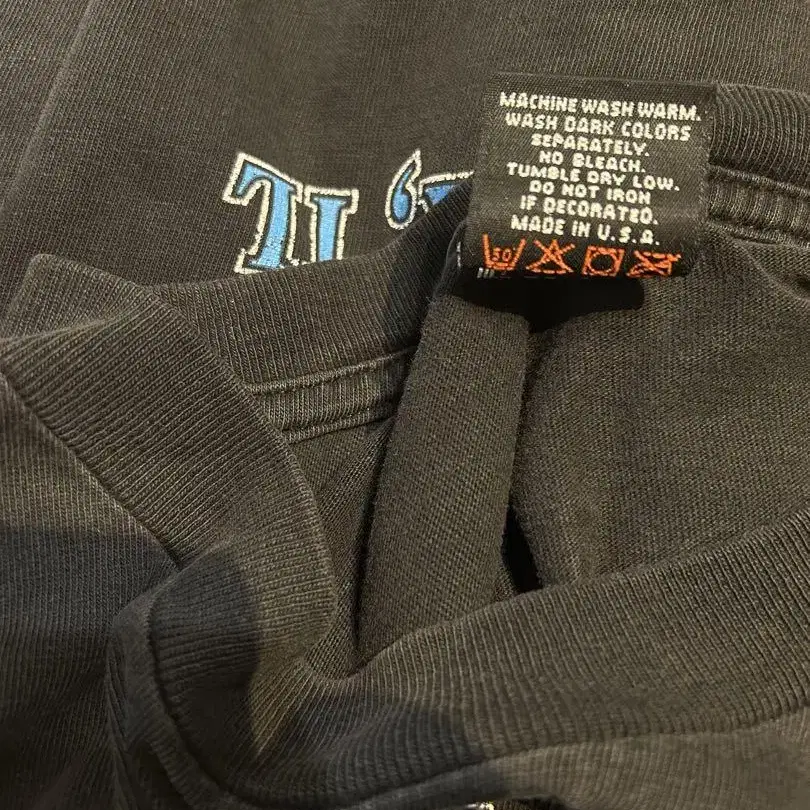 MACHINE WASH WARM.
WASH DARK COLORS
SEPARATELY.
NO BLEACH.
TUMBLE DRY LOW.
DO NOT IRON
IF DECORATED.
MADE IN U.S.A.
50